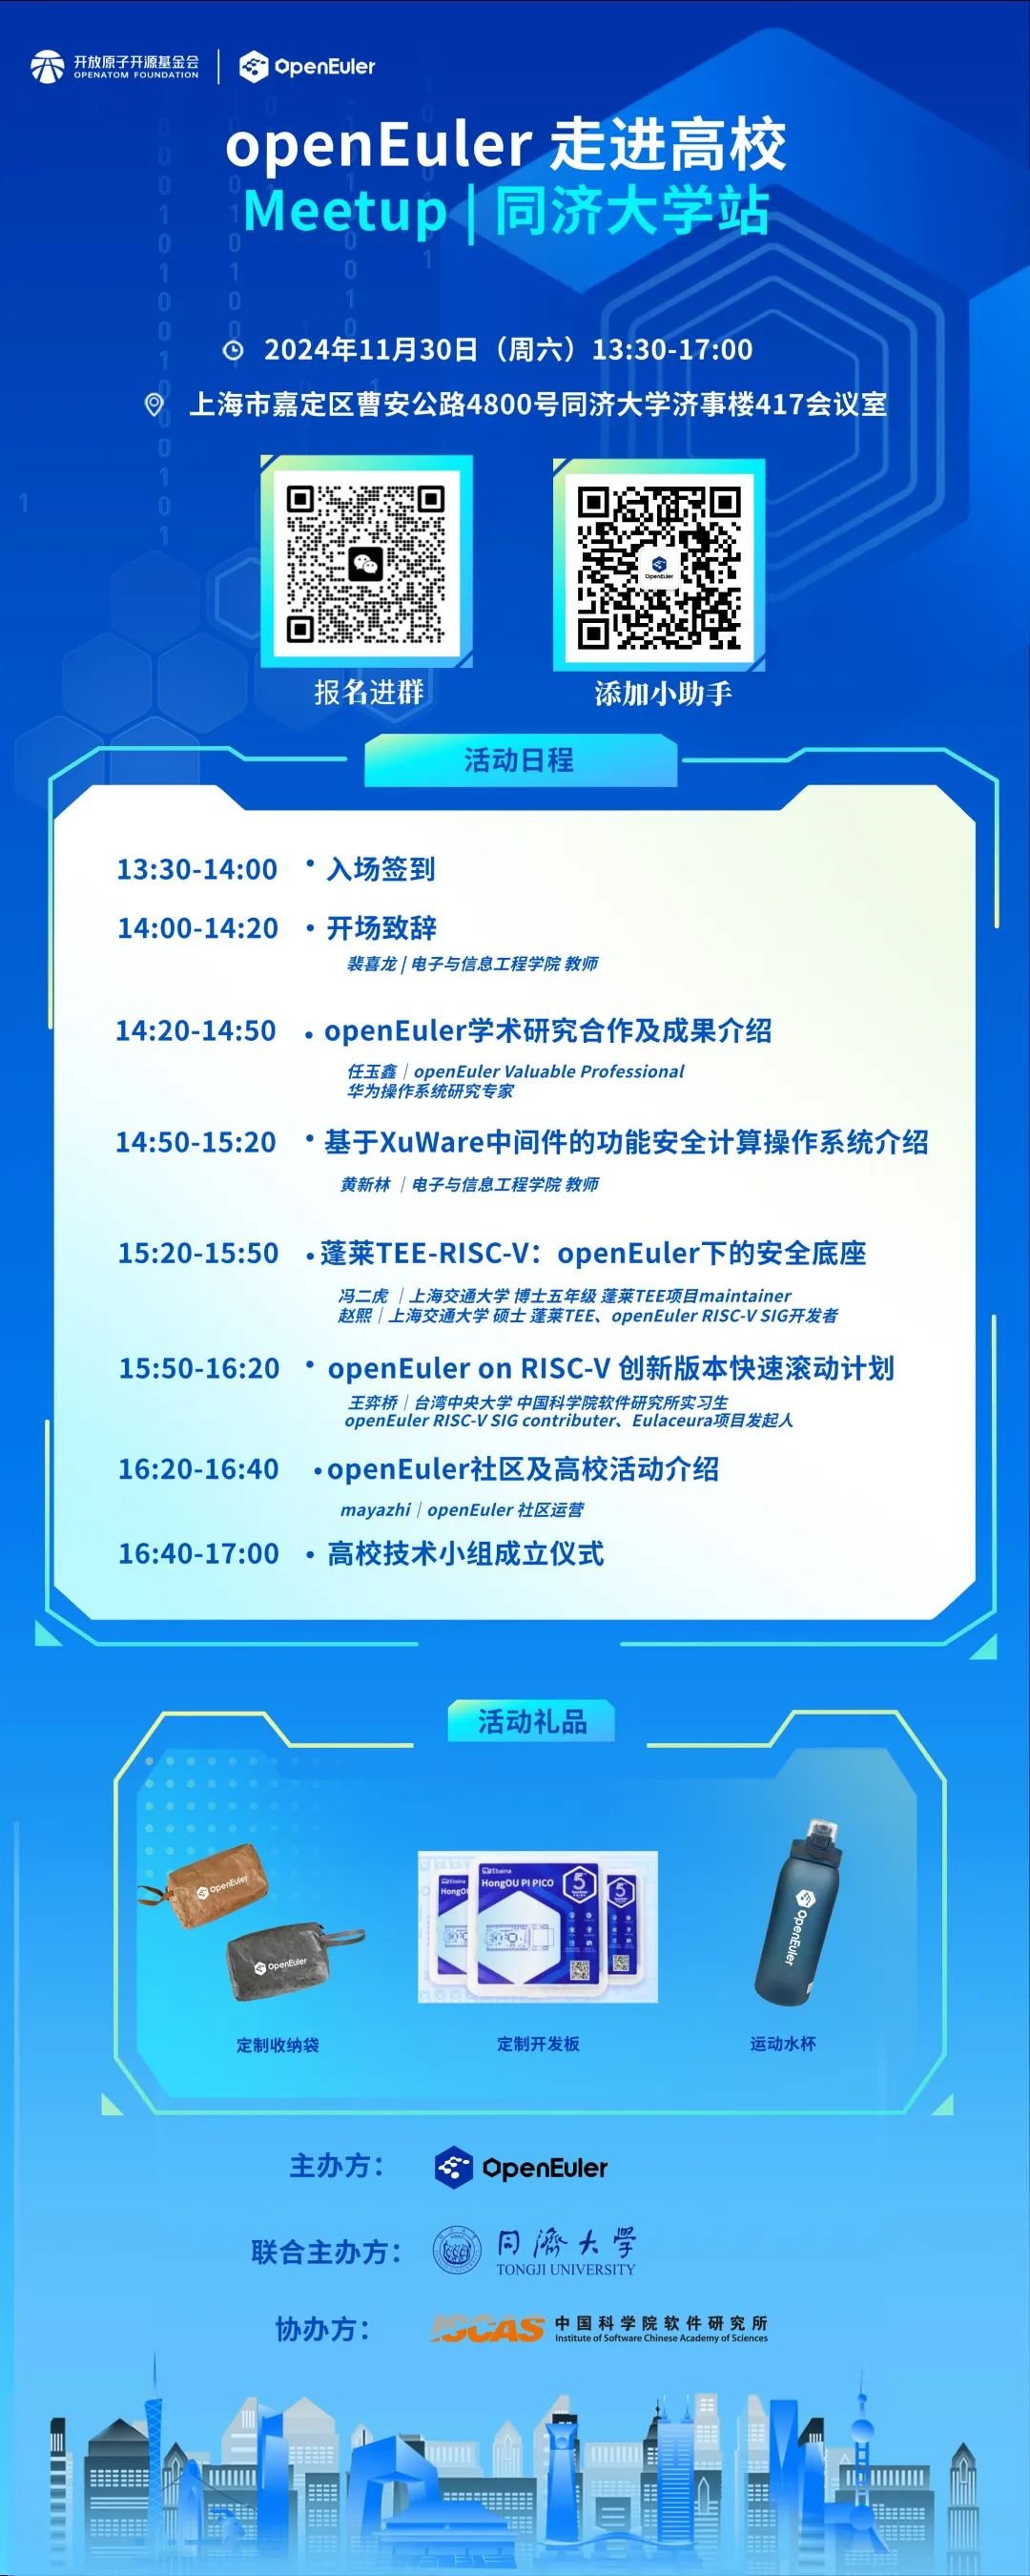 开放原子开源基金会
OPENATOM FOUNDATION
OpenEuler
openEuler 走进高校
Meetup | 同济大学站
2024年11月30日（周六）13:30-17:00
上海市嘉定区曹安公路4800号同济大学济事楼417会议室
OpenEuler
报名进群
添加小助手
活动日程
13:30-14:00 • 入场签到
14:00-14:20 • 开场致辞
裴喜龙 | 电子与信息工程学院 教师
14:20-14:50 • openEuler学术研究合作及成果介绍
任玉鑫 | openEuler Valuable Professional
华为操作系统研究专家
14:50-15:20 • 基于XuWare中间件的功能安全计算操作系统介绍
黄新林 | 电子与信息工程学院 教师
15:20-15:50 • 蓬莱TEE-RISC-V：openEuler下的安全底座
冯二虎 | 上海交通大学 博士五年级 蓬莱TEE项目maintainer
赵熙 | 上海交通大学 硕士 蓬莱TEE、openEuler RISC-V SIG开发者
15:50-16:20 • openEuler on RISC-V 创新版本快速滚动计划
王弈桥 | 台湾中央大学 中国科学院软件研究所实习生
openEuler RISC-V SIG contributer、Eulaceura项目发起人
16:20-16:40 • openEuler社区及高校活动介绍
mayazhi | openEuler 社区运营
16:40-17:00 • 高校技术小组成立仪式
活动礼品
OpenEuler
OpenEuler
Ebaina
HongOU PI PICO
5
OpenEuler
定制收纳袋
定制开发板
运动水杯
主办方：
OpenEuler
联合主办方：
同濟大學
TONGJI UNIVERSITY
协办方：
ISCAS
中国科学院软件研究所
Institute of Software Chinese Academy of Sciences